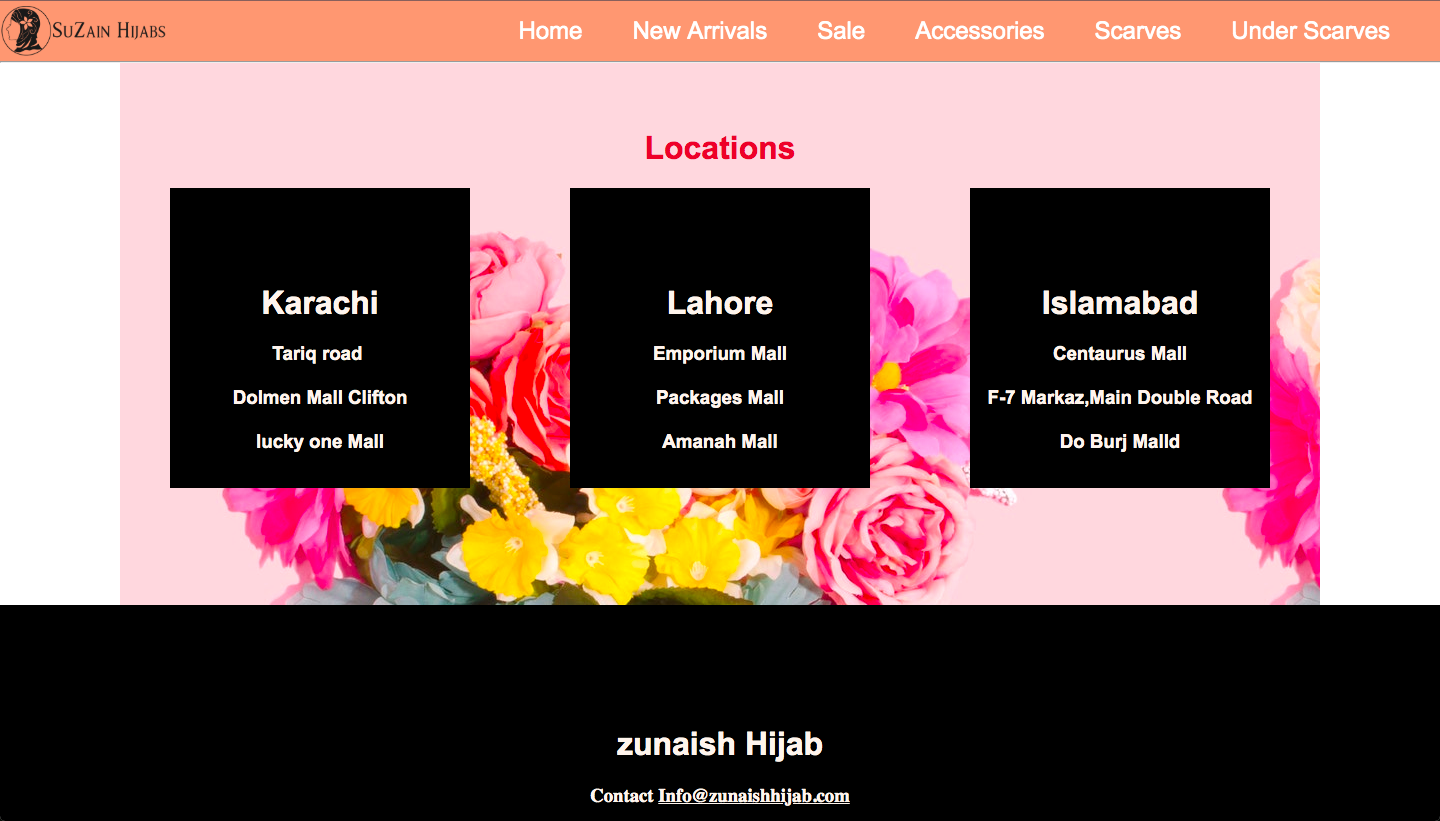 SuZain Hijabs
Home New Arrivals Sale Accessories Scarves Under Scarves
Locations
Karachi
Tariq road
Dolmen Mall Clifton
lucky one Mall
Lahore
Emporium Mall
Packages Mall
Amanah Mall
Islamabad
Centaurus Mall
F-7 Markaz,Main Double Road
Do Burj Malld
zunaish Hijab
Contact Info@zunaishhijab.com